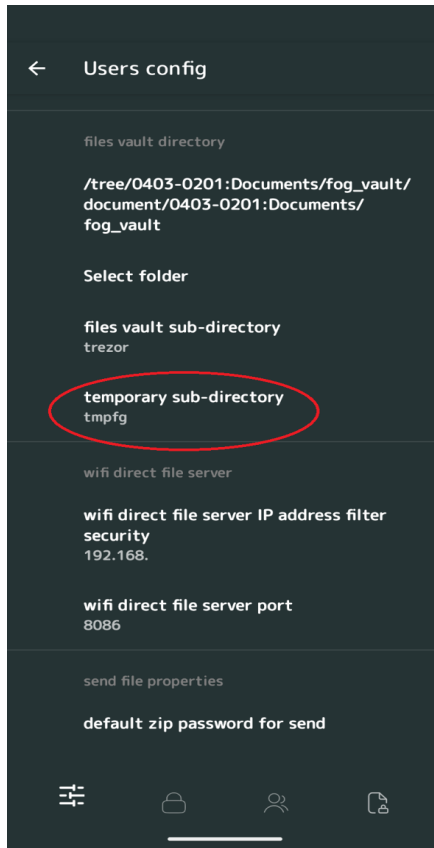 Users config
files vault directory
/tree/0403-0201:Documents/fog_vault/
document/0403-0201:Documents/
fog_vault
Select folder
files vault sub-directory
trezor
temporary sub-directory
tmpfg
wifi direct file server
wifi direct file server IP address filter
security
192.168.
wifi direct file server port
8086
send file properties
default zip password for send